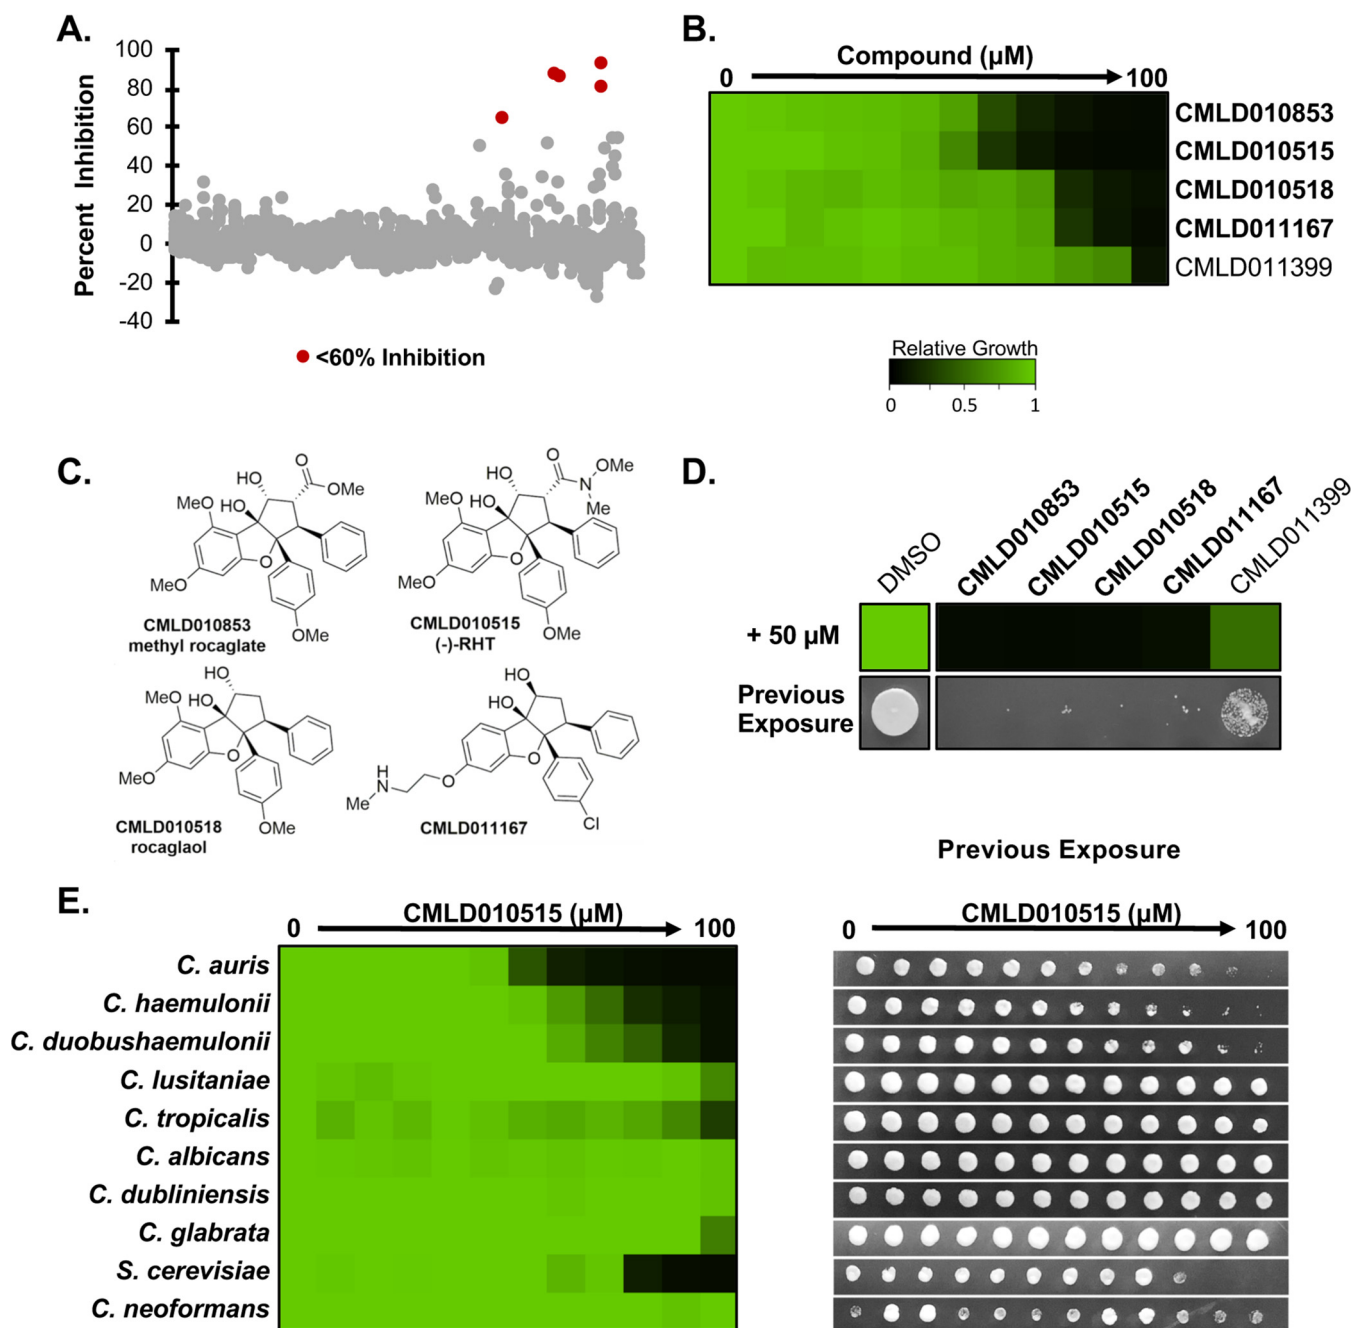 A.
Percent Inhibition
100
80
60
40
20
0
-20
-40
<60% Inhibition
B.
Compound (µM)
0
100
CMLD010853
CMLD010515
CMLD010518
CMLD011167
CMLD011399
Relative Growth
0 0.5 1
C.
HO
O
OMe
MeO
HO
O
MeO
OMe
CMLD010853
methyl rocaglate
HO
O
OMe
N
Me
MeO
HO
O
MeO
OMe
CMLD010515
(-)-RHT
HO
MeO
HO
O
MeO
OMe
CMLD010518
rocaglaol
HO
HO
O
H
N
Me
O
Cl
CMLD011167
D.
DMSO
CMLD010853
CMLD010515
CMLD010518
CMLD011167
CMLD011399
+ 50 µM
Previous
Exposure
Previous Exposure
E.
CMLD010515 (µM)
0
100
C. auris
C. haemulonii
C. duobushaemulonii
C. lusitaniae
C. tropicalis
C. albicans
C. dubliniensis
C. glabrata
S. cerevisiae
C. neoformans
CMLD010515 (µM)
0
100